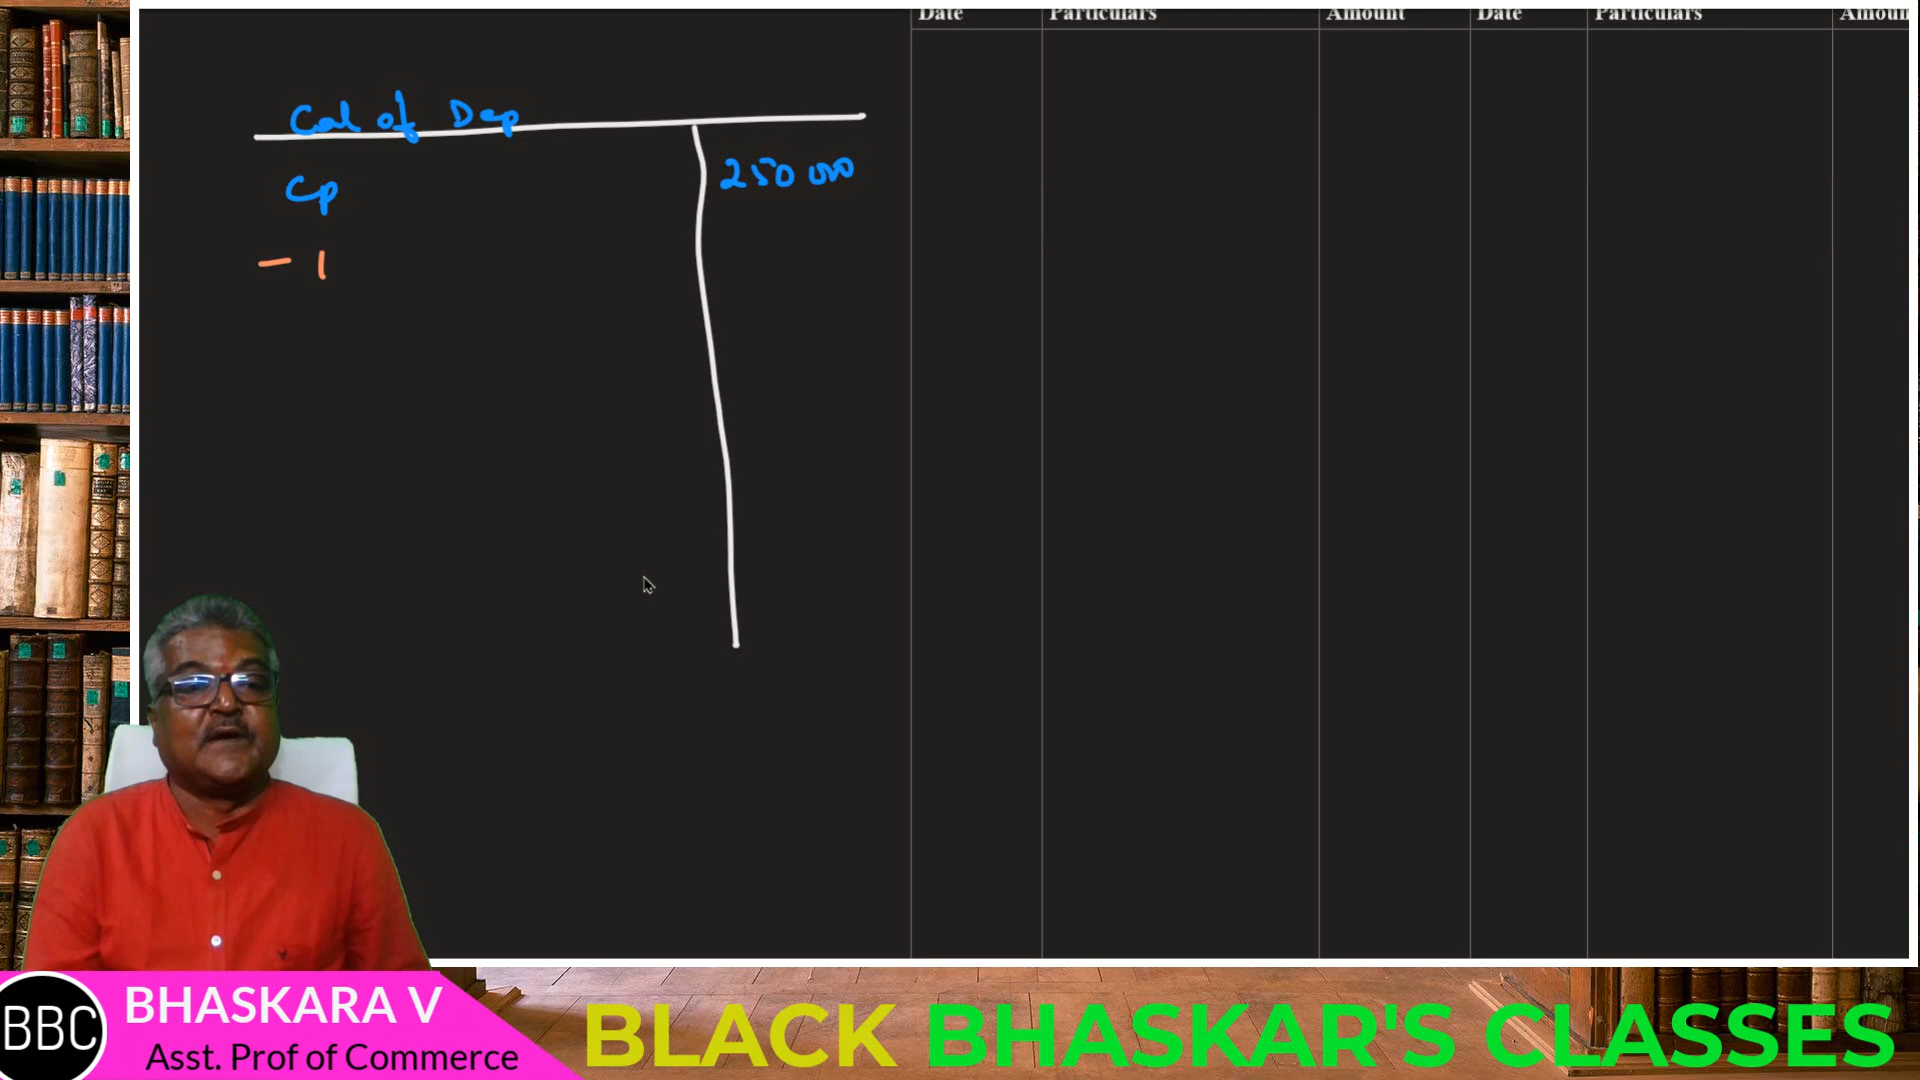 Date Particulars Amount Date Particulars Amoun
Cal of Dep
Cp 250 000
- 1
BBC
BHASKARA V
Asst. Prof of Commerce
BLACK BHASKAR'S CLASSES